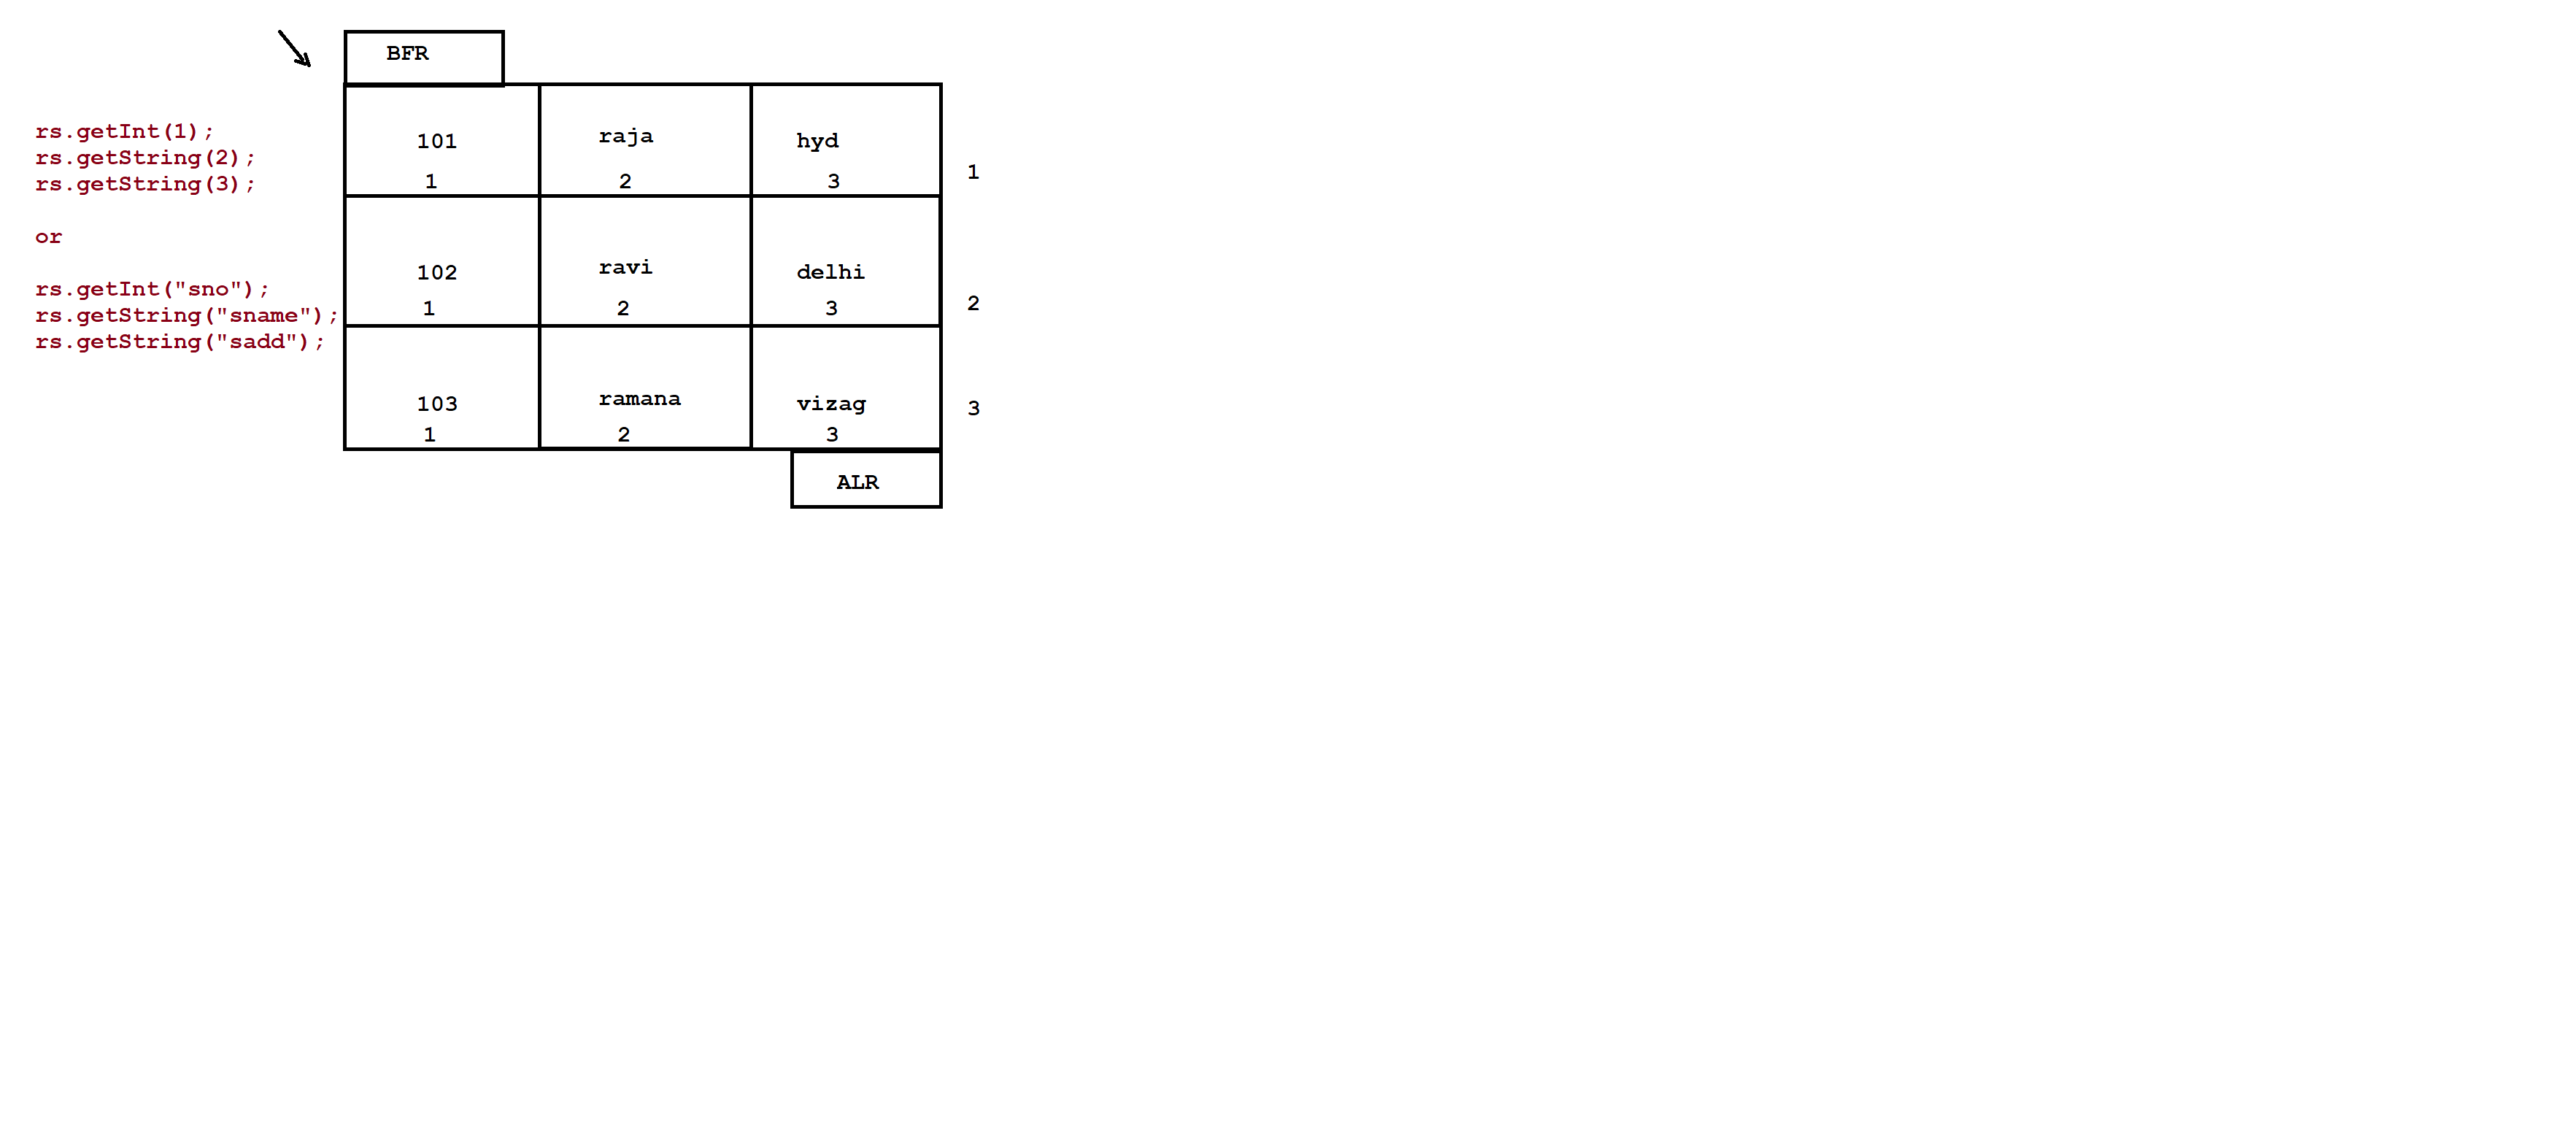 BFR
rs.getInt(1);
rs.getString(2);
rs.getString(3);
or
rs.getInt("sno");
rs.getString("sname");
rs.getString("sadd");
101 raja hyd
1 2 3 1
102 ravi delhi
1 2 3 2
103 ramana vizag 3
1 2 3
ALR